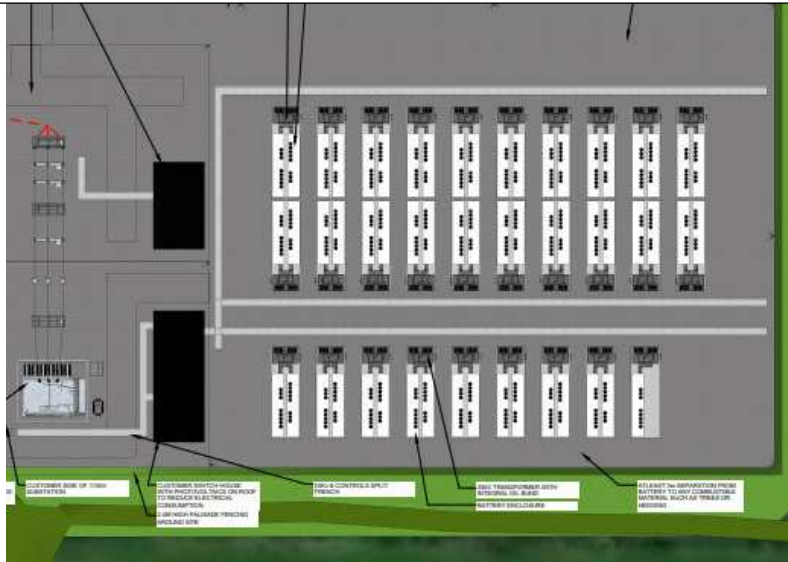 CUSTOMER SIDE OF 132kV
SUBSTATION
CUSTOMER SWITCH HOUSE
WITH PHOTOVOLTAICS ON ROOF
TO REDUCE ELECTRICAL
CONSUMPTION
2.4M HIGH PALISADE FENCING
AROUND SITE
33Kv & CONTROLS SPLIT
TRENCH
33KV TRANSFORMER WITH
INTEGRAL OIL BUND
BATTERY ENCLOSURE
ATLEAST 3m SEPARATION FROM
BATTERY TO ANY COMBUSTIBLE
MATERIAL SUCH AS TREES OR
HEDGING